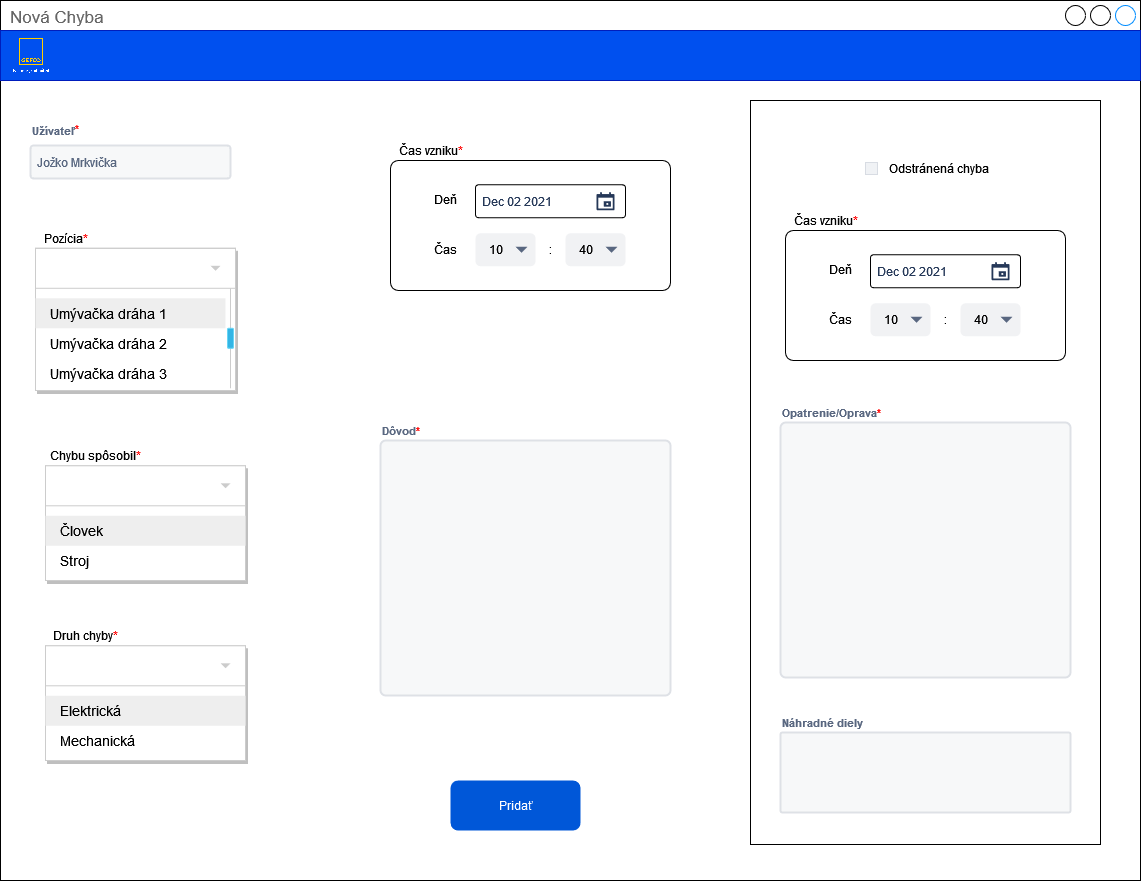 Nová Chyba
GEFCO
Užívateľ*
Jožko Mrkvička
Pozícia*
Umývačka dráha 1
Umývačka dráha 2
Umývačka dráha 3
Chybu spôsobil*
Človek
Stroj
Druh chyby*
Elektrická
Mechanická
Čas vzniku*
Deň
Dec 02 2021
Čas
10 : 40
Dôvod*
Pridať
Odstránená chyba
Čas vzniku*
Deň
Dec 02 2021
Čas
10 : 40
Opatrenie/Oprava*
Náhradné diely